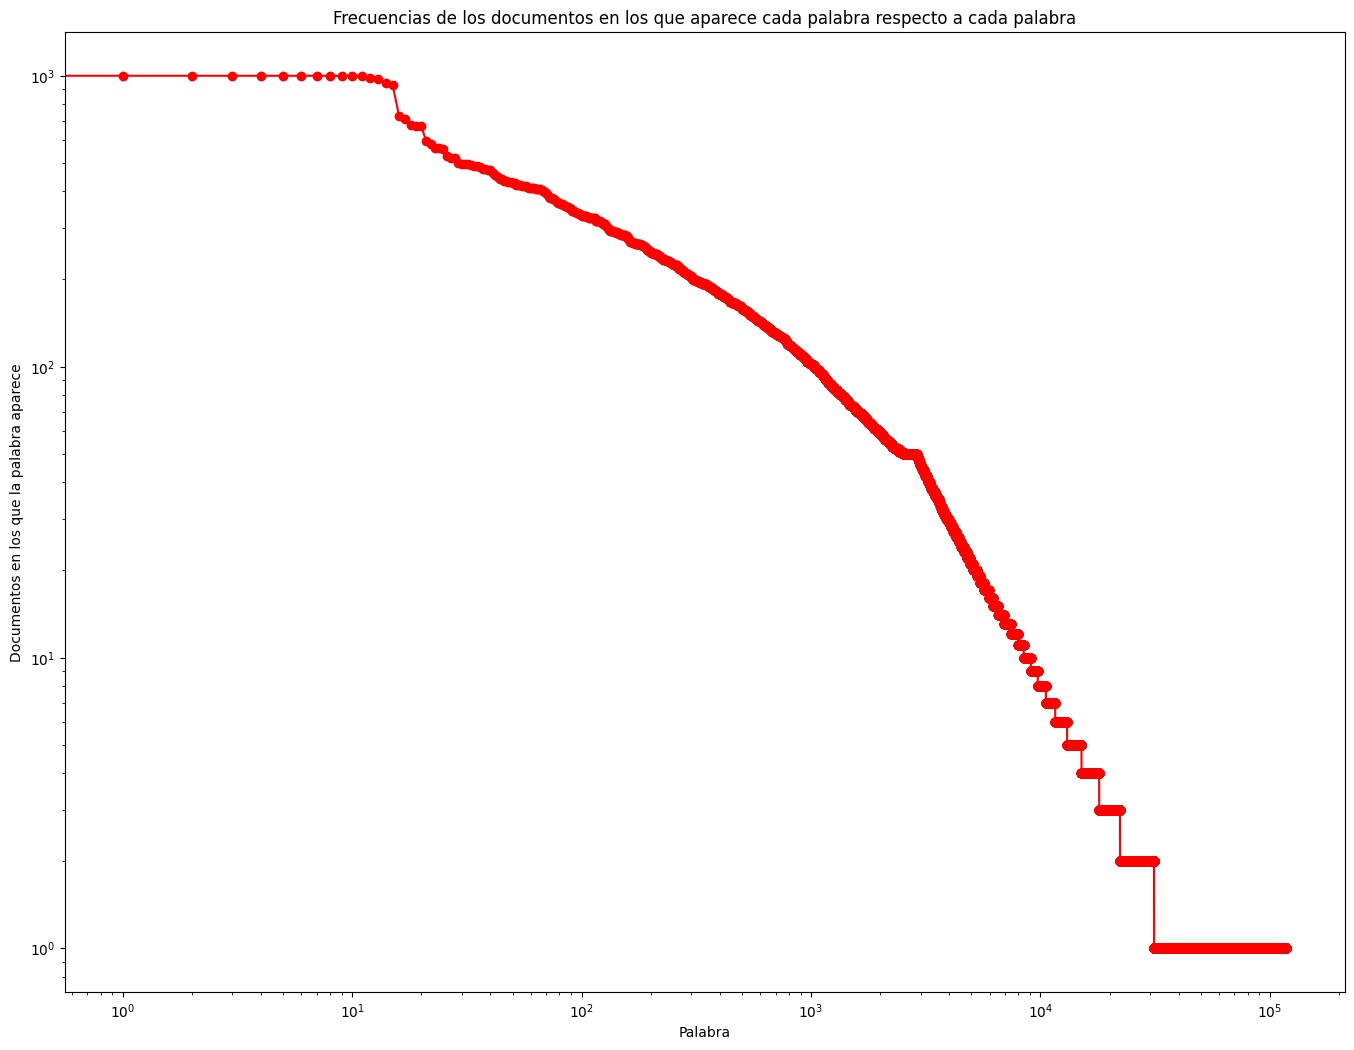 Frecuencias de los documentos en los que aparece cada palabra respecto a cada palabra
Documentos en los que la palabra aparece
10³
10²
10¹
10⁰
10⁰ 10¹ 10² 10³ 10⁴ 10⁵
Palabra